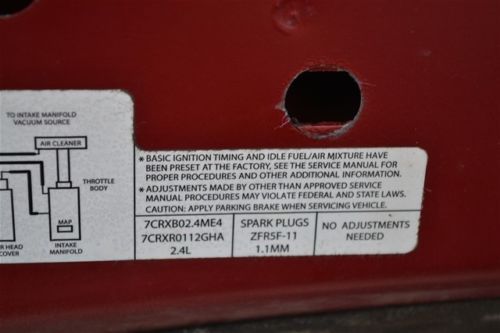 TO INTAKE MANIFOLD
VACUUM SOURCE
AIR CLEANER
THROTTLE
BODY
MAP
INTAKE
MANIFOLD
HEAD
COVER
* BASIC IGNITION TIMING AND IDLE FUEL/AIR MIXTURE HAVE
BEEN PRESET AT THE FACTORY, SEE THE SERVICE MANUAL FOR
PROPER PROCEDURES AND OTHER ADDITIONAL INFORMATION.
* ADJUSTMENTS MADE BY OTHER THAN APPROVED SERVICE
MANUAL PROCEDURES MAY VIOLATE FEDERAL AND STATE LAWS.
CAUTION: APPLY PARKING BRAKE WHEN SERVICING VEHICLE.
7CRXB02.4ME4
7CRXR0112GHA
2.4L
SPARK PLUGS
ZFR5F-11
1.1MM
NO ADJUSTMENTS
NEEDED